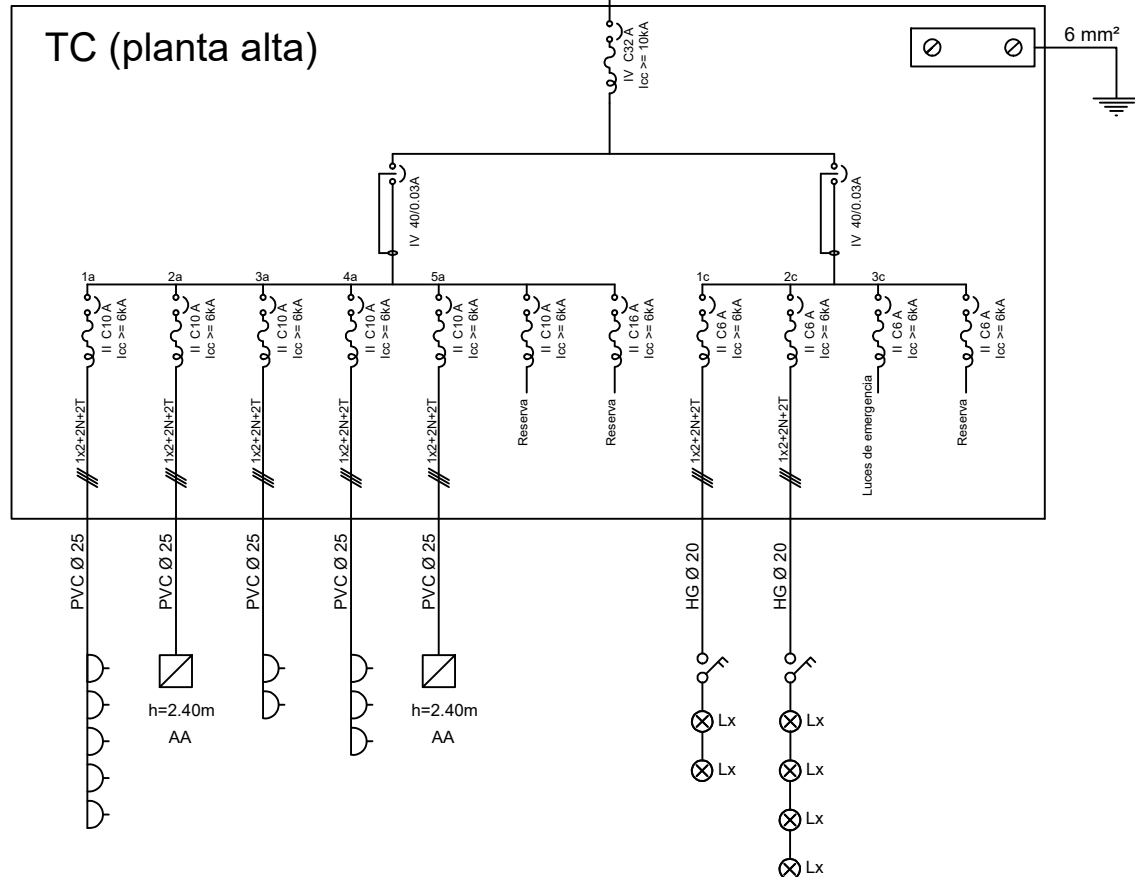 TC (planta alta)
IV C32 A
Icc >= 10kA
6 mm²
IV 40/0.03A
IV 40/0.03A
1a
2a
3a
4a
5a
1c
2c
3c
II C10 A
Icc >= 6kA
II C10 A
Icc >= 6kA
II C10 A
Icc >= 6kA
II C10 A
Icc >= 6kA
II C10 A
Icc >= 6kA
II C10 A
Icc >= 6kA
II C16 A
Icc >= 6kA
II C6 A
Icc >= 6kA
II C6 A
Icc >= 6kA
II C6 A
Icc >= 6kA
II C6 A
Icc >= 6kA
1x2+2N+2T
1x2+2N+2T
1x2+2N+2T
1x2+2N+2T
1x2+2N+2T
Reserva
Reserva
1x2+2N+2T
1x2+2N+2T
Luces de emergencia
Reserva
PVC Ø 25
PVC Ø 25
PVC Ø 25
PVC Ø 25
PVC Ø 25
HG Ø 20
HG Ø 20
h=2.40m
AA
h=2.40m
AA
Lx
Lx
Lx
Lx
Lx
Lx